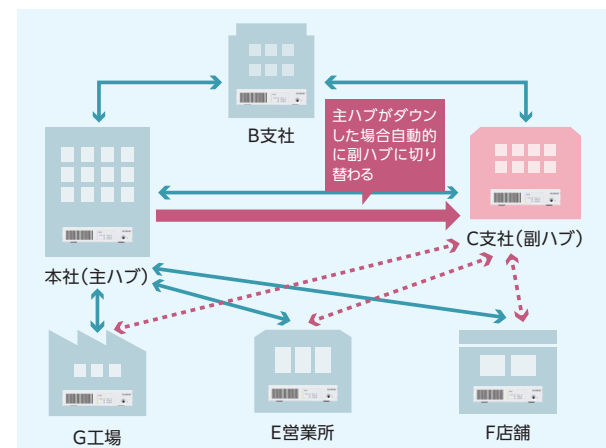 B支社
主ハブがダウン
した場合自動的
に副ハブに切り
替わる
本社(主ハブ)
C支社(副ハブ)
G工場
E営業所
F店舗